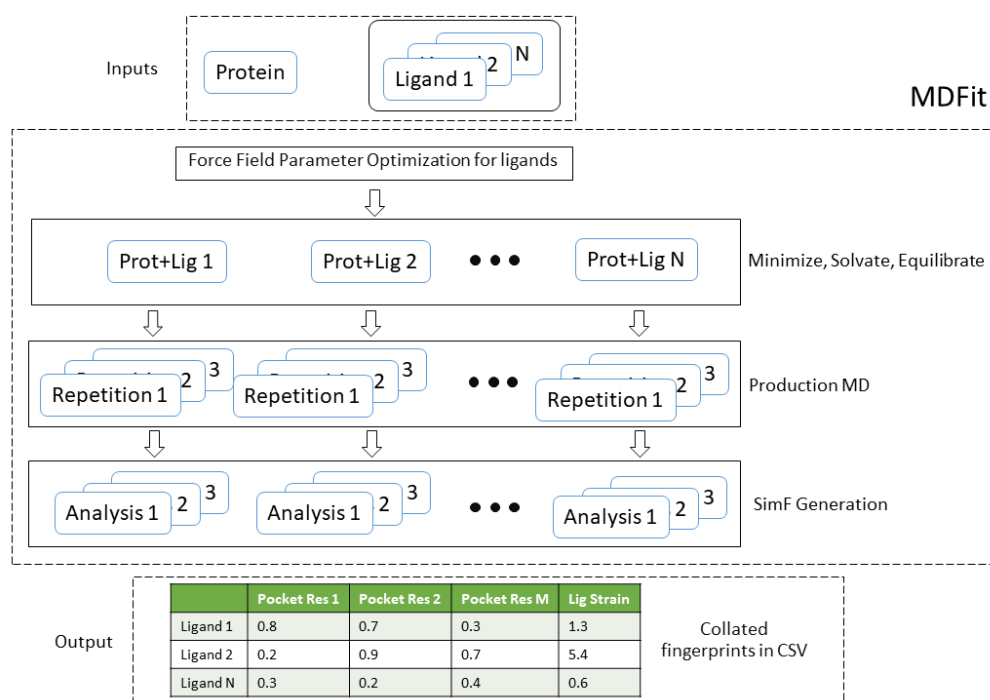 Inputs
Protein
N
2
Ligand 1
MDFit
Force Field Parameter Optimization for ligands
Prot+Lig 1
Prot+Lig 2
Prot+Lig N
Minimize, Solvate, Equilibrate
3
2
Repetition 1
3
2
Repetition 1
3
2
Repetition 1
Production MD
3
2
Analysis 1
3
2
Analysis 1
3
2
Analysis 1
SimF Generation
Output
Pocket Res 1 Pocket Res 2 Pocket Res M Lig Strain
Ligand 1 0.8 0.7 0.3 1.3
Ligand 2 0.2 0.9 0.7 5.4
Ligand N 0.3 0.2 0.4 0.6
Collated
fingerprints in CSV